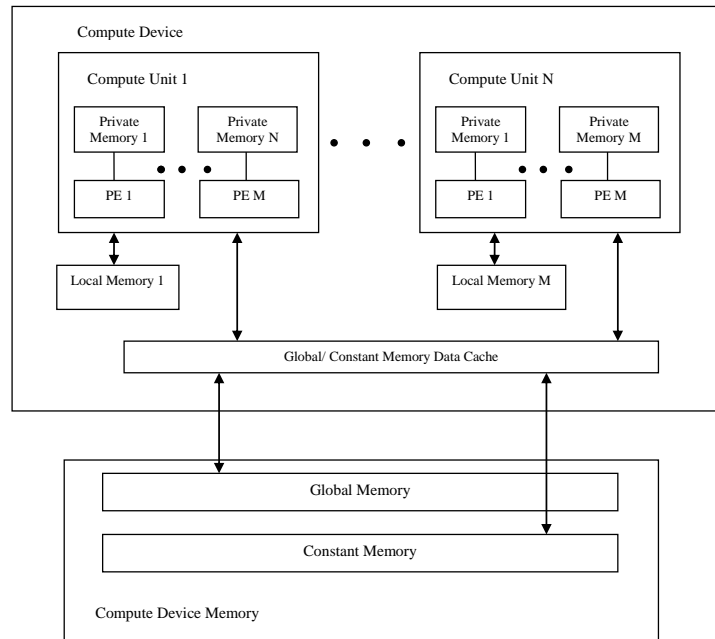 Compute Device
Compute Unit 1
Compute Unit N
Private
Memory 1
Private
Memory N
Private
Memory 1
Private
Memory M
PE 1
PE M
PE 1
PE M
Local Memory 1
Local Memory M
Global/ Constant Memory Data Cache
Global Memory
Constant Memory
Compute Device Memory